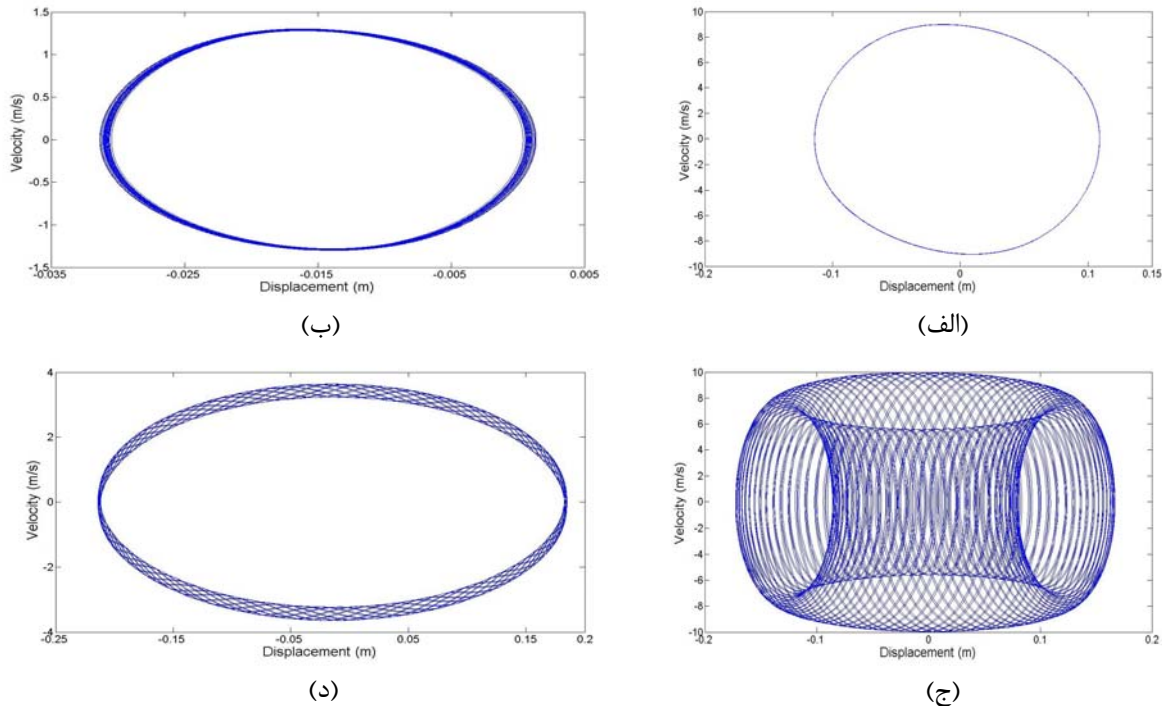 1.5
1
0.5
0
-0.5
-1
-1.5
Velocity (m/s)
-0.035 -0.025 -0.015 -0.005 0.005
Displacement (m)
(ب)
10
8
6
4
2
0
-2
-4
-6
-8
-10
Velocity (m/s)
-0.2 -0.1 0 0.1 0.15
Displacement (m)
(الف)
4
2
0
-2
-4
Velocity (m/s)
-0.25 -0.15 -0.05 0.05 0.15 0.2
Displacement (m)
(د)
10
8
6
4
2
0
-2
-4
-6
-8
-10
Velocity (m/s)
-0.2 -0.1 0 0.1 0.2
Displacement (m)
(ج)